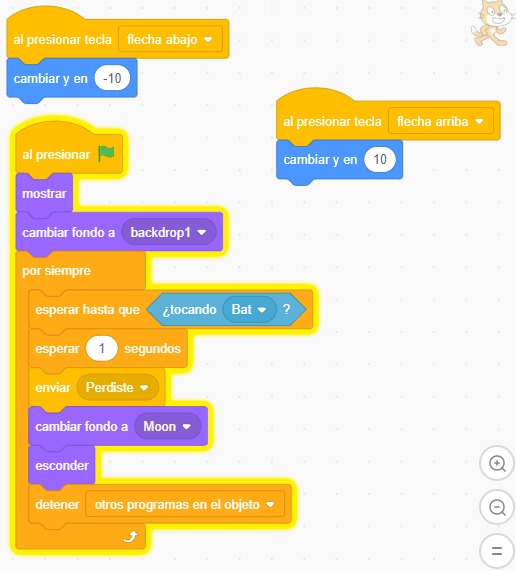 al presionar tecla flecha abajo
cambiar y en -10
al presionar tecla flecha arriba
cambiar y en 10
al presionar
mostrar
cambiar fondo a backdrop1
por siempre
esperar hasta que ¿tocando Bat ?
esperar 1 segundos
enviar Perdiste
cambiar fondo a Moon
esconder
detener otros programas en el objeto